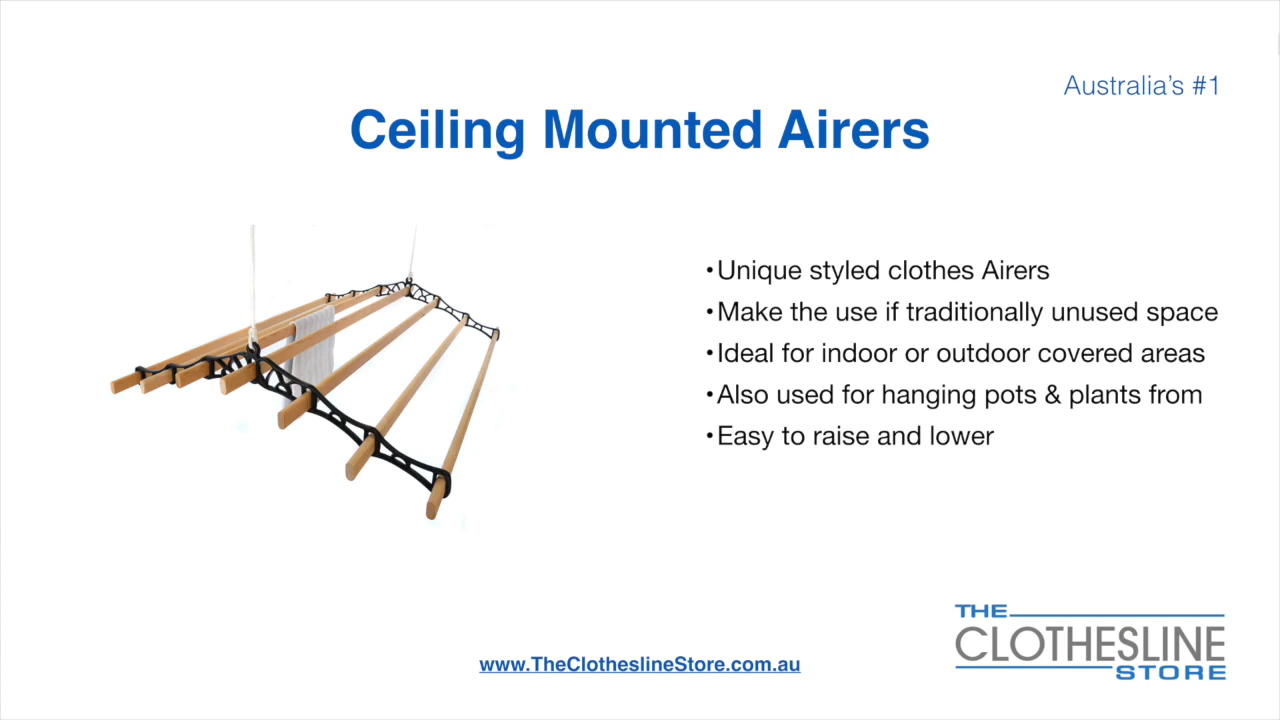 Australia's #1
Ceiling Mounted Airers
•Unique styled clothes Airers
•Make the use if traditionally unused space
•Ideal for indoor or outdoor covered areas
•Also used for hanging pots & plants from
•Easy to raise and lower
THE
CLOTHESLINE
STORE
www.TheClotheslineStore.com.au